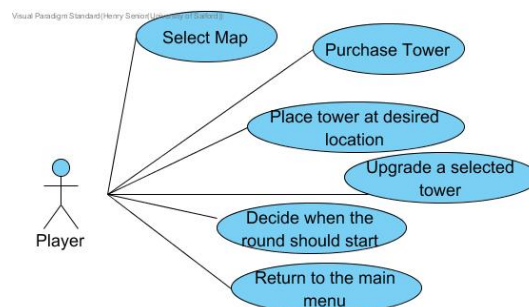 Visual Paradigm Standard(Henry Senior(University of Salford))
Select Map
Purchase Tower
Place tower at desired
location
Upgrade a selected
tower
Player
Decide when the
round should start
Return to the main
menu